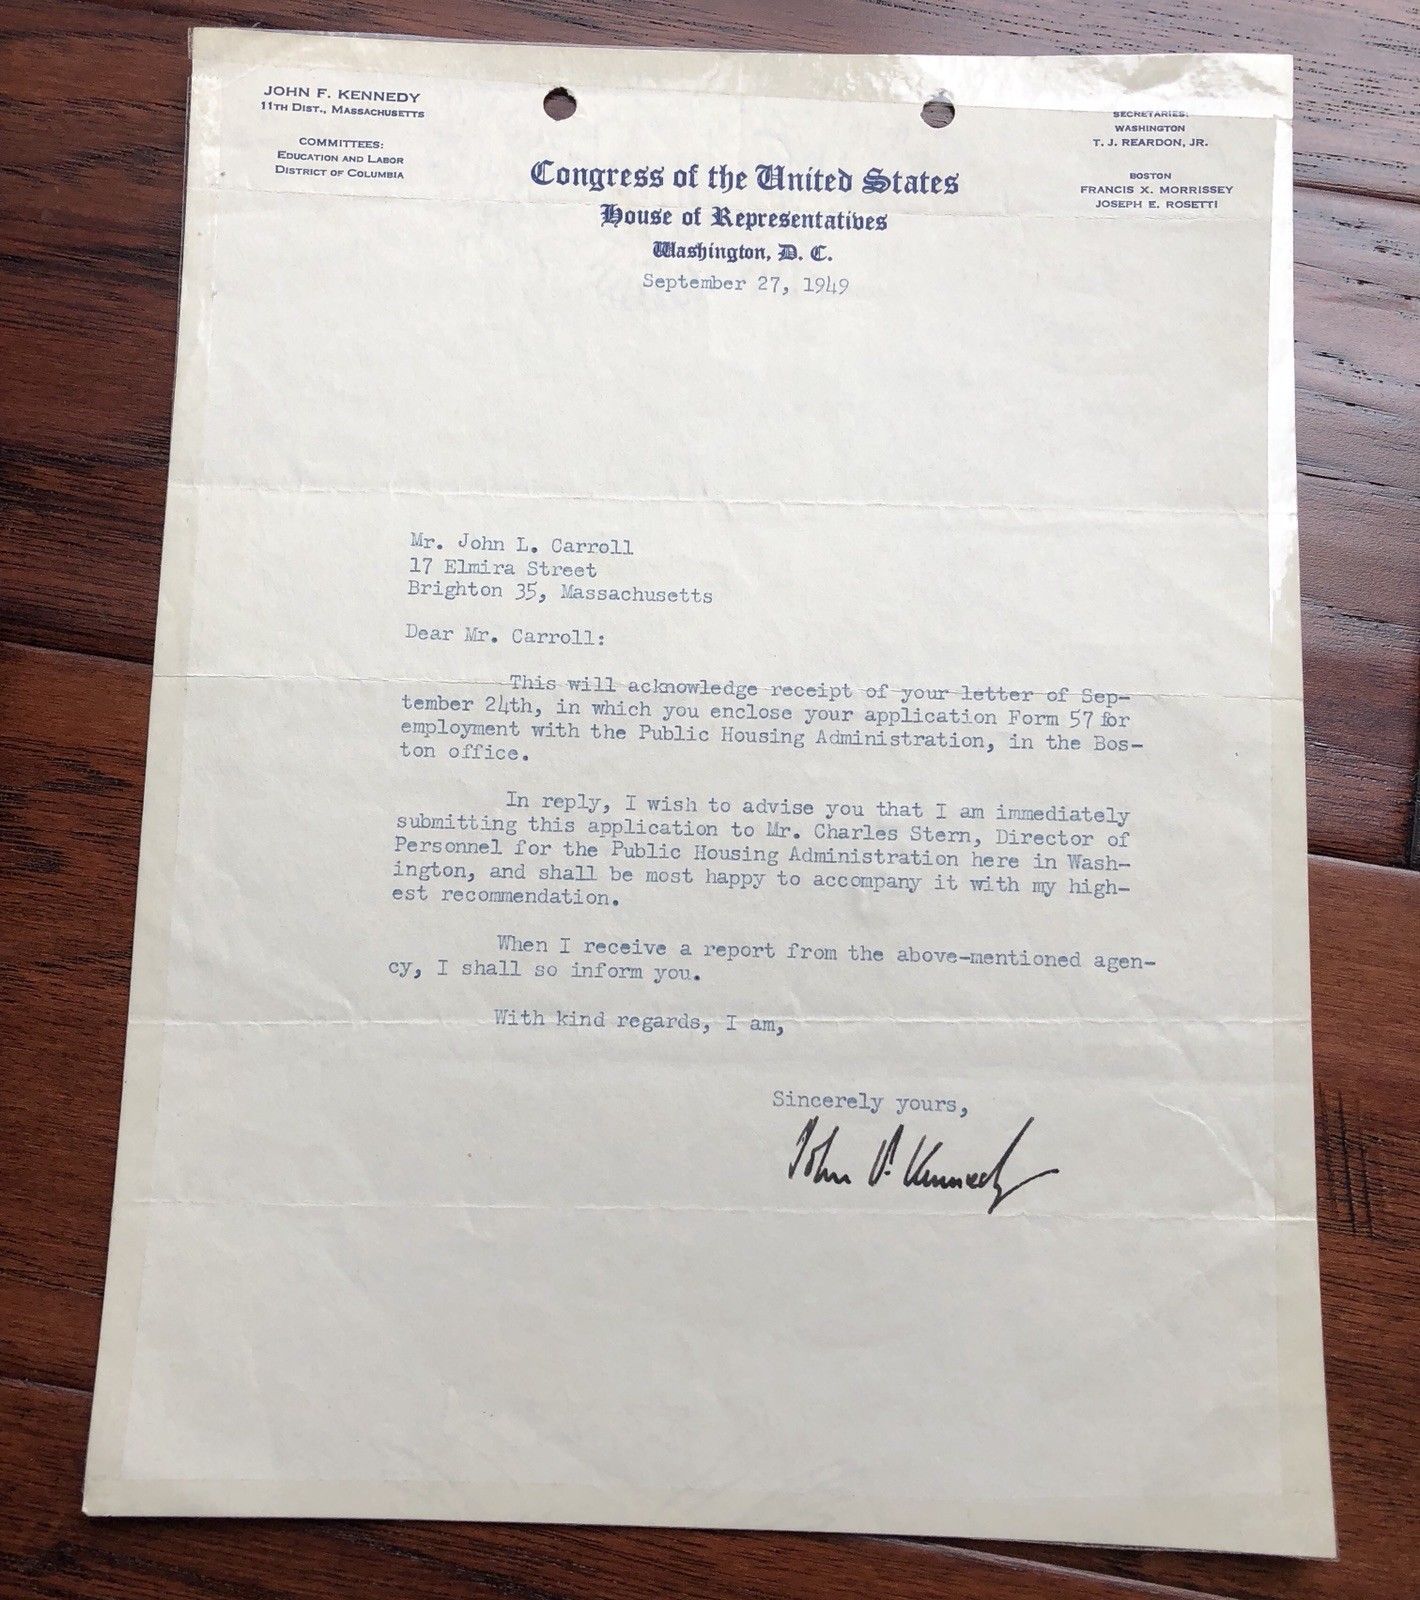 JOHN F. KENNEDY
11TH DIST., MASSACHUSETTS
COMMITTEES:
EDUCATION AND LABOR
DISTRICT OF COLUMBIA
SECRETARIES:
WASHINGTON
T. J. REARDON, JR.
BOSTON
FRANCIS X. MORRISSEY
JOSEPH E. ROSETTI
Congress of the United States
House of Representatives
Washington, D. C.
September 27, 1949
Mr. John L. Carroll
17 Elmira Street
Brighton 35, Massachusetts
Dear Mr. Carroll:
This will acknowledge receipt of your letter of Sep-
tember 24th, in which you enclose your application Form 57 for
employment with the Public Housing Administration, in the Bos-
ton office.
In reply, I wish to advise you that I am immediately
submitting this application to Mr. Charles Stern, Director of
Personnel for the Public Housing Administration here in Wash-
ington, and shall be most happy to accompany it with my high-
est recommendation.
When I receive a report from the above-mentioned agen-
cy, I shall so inform you.
With kind regards, I am,
Sincerely yours,
John F. Kennedy